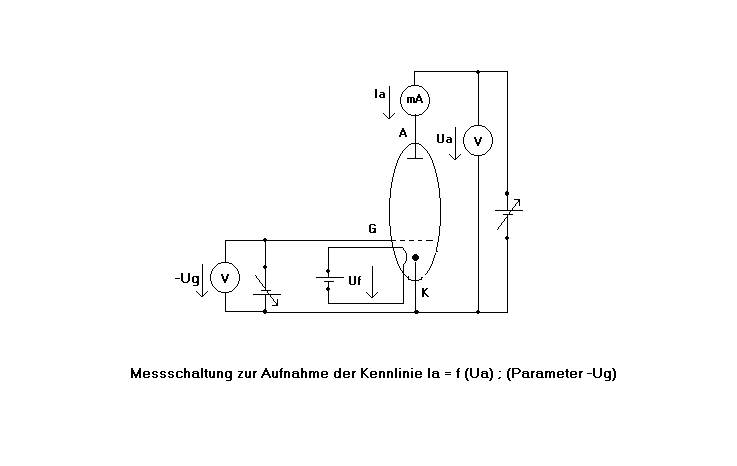 Ia
mA
A
Ua
V
G
-Ug
V
Uf
K
Messschaltung zur Aufnahme der Kennlinie Ia = f (Ua) ; (Parameter -Ug)